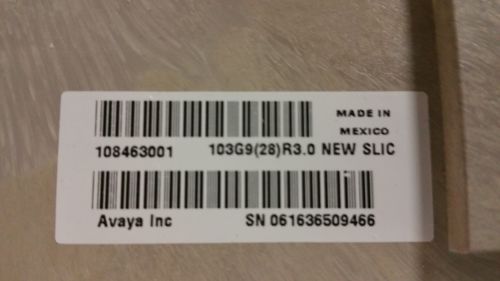 MADE IN
MEXICO
108463001 103G9(28)R3.0 NEW SLIC
Avaya Inc SN 061636509466